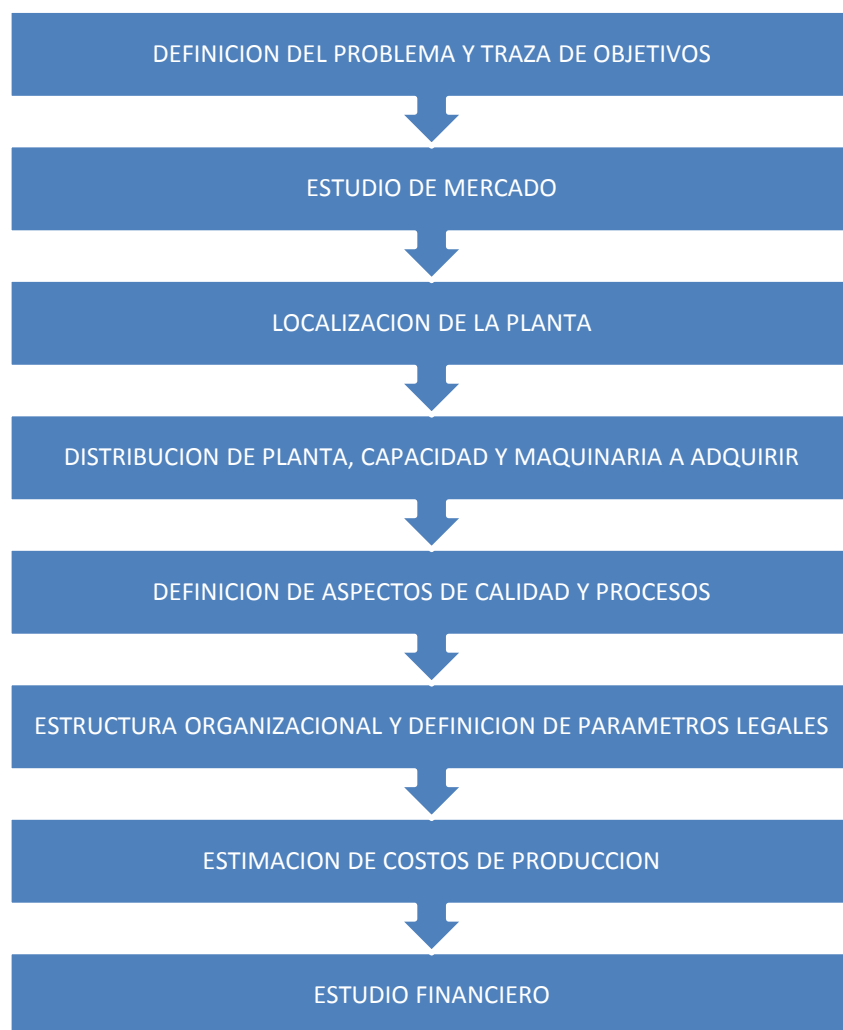 DEFINICION DEL PROBLEMA Y TRAZA DE OBJETIVOS
ESTUDIO DE MERCADO
LOCALIZACION DE LA PLANTA
DISTRIBUCION DE PLANTA, CAPACIDAD Y MAQUINARIA A ADQUIRIR
DEFINICION DE ASPECTOS DE CALIDAD Y PROCESOS
ESTRUCTURA ORGANIZACIONAL Y DEFINICION DE PARAMETROS LEGALES
ESTIMACION DE COSTOS DE PRODUCCION
ESTUDIO FINANCIERO